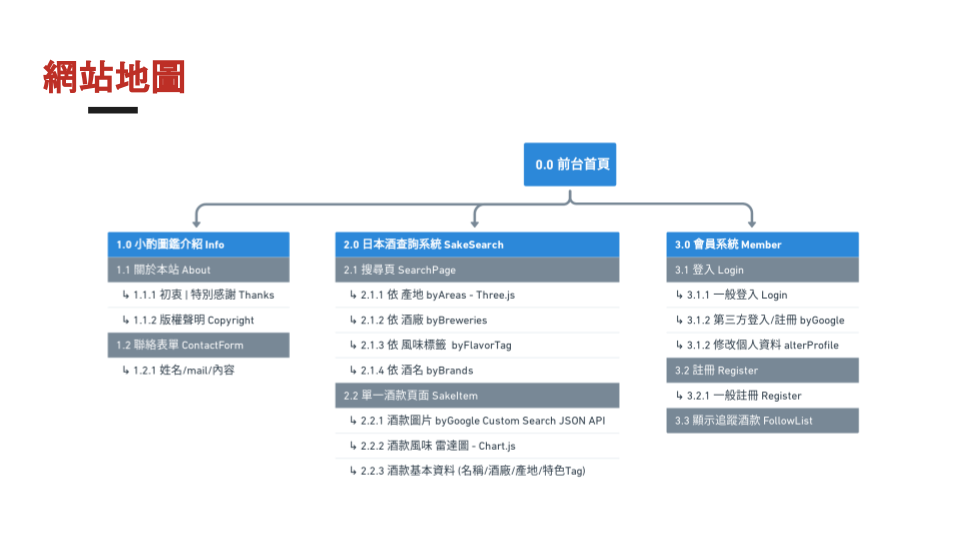 網站地圖
0.0 前台首頁
1.0 小酌圖鑑介紹 Info
1.1 關於本站 About
↳ 1.1.1 初衷 | 特別感謝 Thanks
↳ 1.1.2 版權聲明 Copyright
1.2 聯絡表單 ContactForm
↳ 1.2.1 姓名/mail/內容
2.0 日本酒查詢系統 SakeSearch
2.1 搜尋頁 SearchPage
↳ 2.1.1 依 產地 byAreas - Three.js
↳ 2.1.2 依 酒廠 byBreweries
↳ 2.1.3 依 風味標籤 byFlavorTag
↳ 2.1.4 依 酒名 byBrands
2.2 單一酒款頁面 SakeItem
↳ 2.2.1 酒款圖片 byGoogle Custom Search JSON API
↳ 2.2.2 酒款風味 雷達圖 - Chart.js
↳ 2.2.3 酒款基本資料 (名稱/酒廠/產地/特色Tag)
3.0 會員系統 Member
3.1 登入 Login
↳ 3.1.1 一般登入 Login
↳ 3.1.2 第三方登入/註冊 byGoogle
↳ 3.1.2 修改個人資料 alterProfile
3.2 註冊 Register
↳ 3.2.1 一般註冊 Register
3.3 顯示追蹤酒款 FollowList